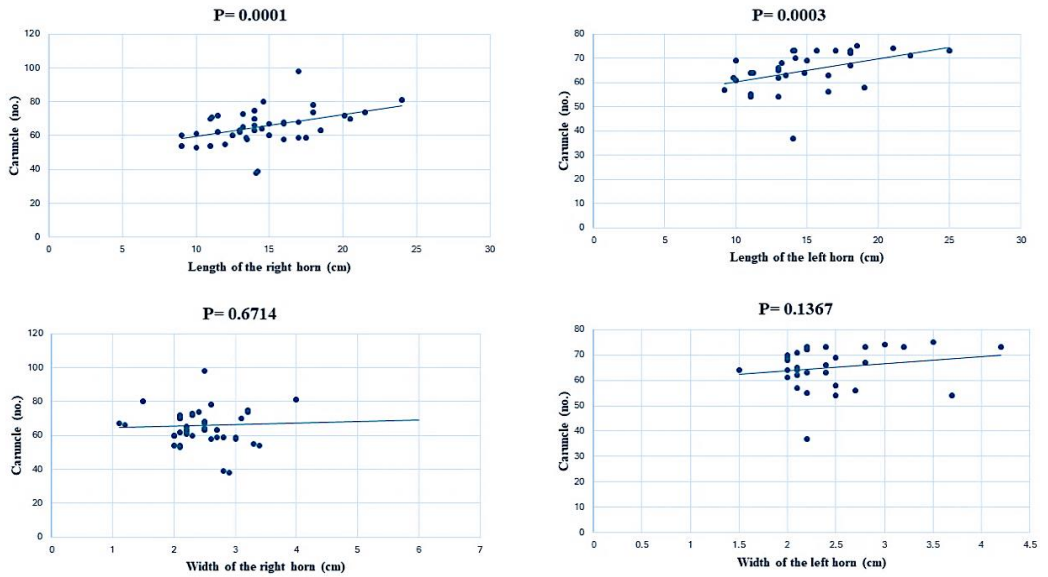 P= 0.0001
120
100
80
60
40
20
0
Caruncle (no.)
0 5 10 15 20 25 30
Length of the right horn (cm)
P= 0.0003
80
70
60
50
40
30
20
10
0
Caruncle (no.)
0 5 10 15 20 25 30
Length of the left horn (cm)
P= 0.6714
120
100
80
60
40
20
0
Caruncle (no.)
0 1 2 3 4 5 6 7
Width of the right horn (cm)
P= 0.1367
80
70
60
50
40
30
20
10
0
Caruncle (no.)
0 0.5 1 1.5 2 2.5 3 3.5 4 4.5
Width of the left horn (cm)